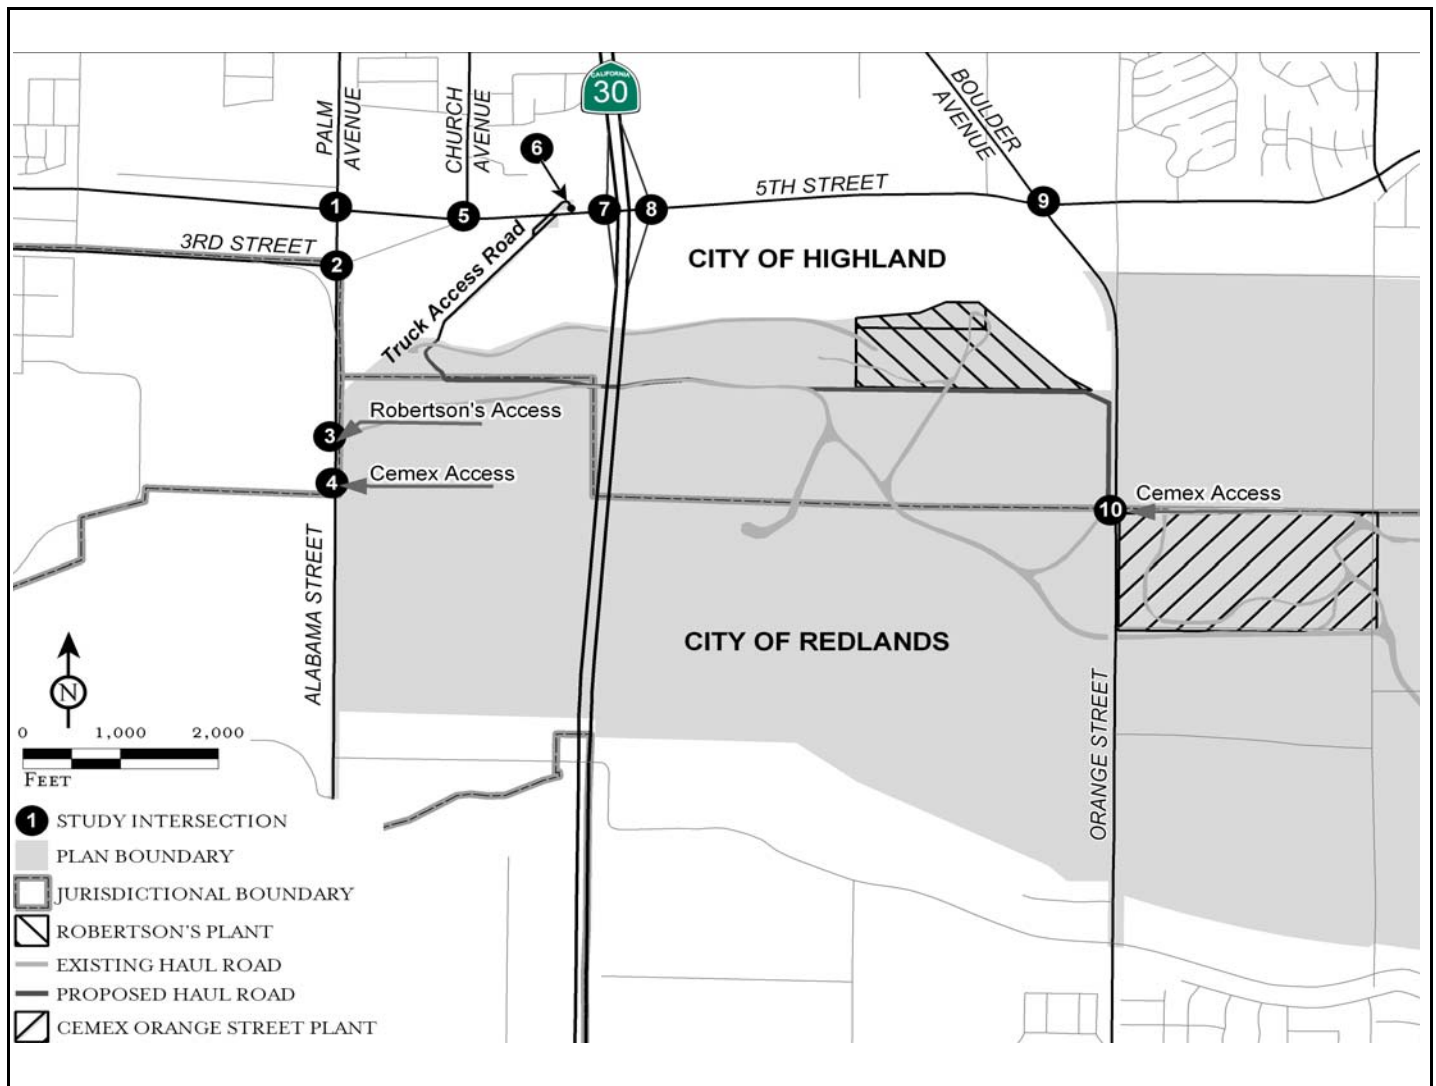 CALIFORNIA
30
PALM
AVENUE
CHURCH
AVENUE
BOULDER
AVENUE
6
1
5
7
8
5TH STREET
9
3RD STREET
2
Truck Access Road
CITY OF HIGHLAND
Robertson's Access
3
Cemex Access
4
10
Cemex Access
ALABAMA STREET
CITY OF REDLANDS
ORANGE STREET
N
0 1,000 2,000
FEET
1 STUDY INTERSECTION
PLAN BOUNDARY
JURISDICTIONAL BOUNDARY
ROBERTSON'S PLANT
EXISTING HAUL ROAD
PROPOSED HAUL ROAD
CEMEX ORANGE STREET PLANT